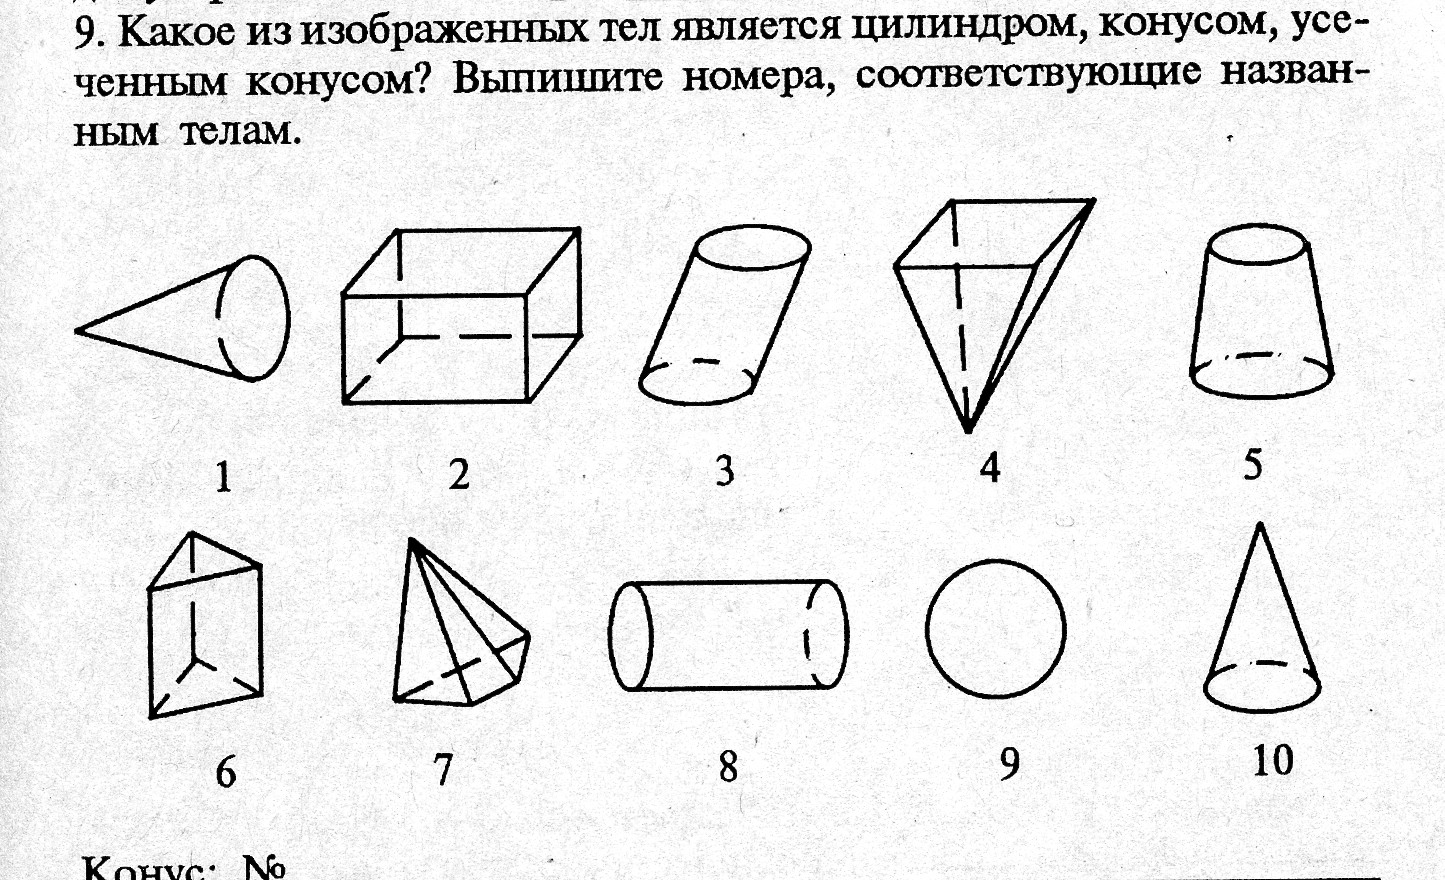 9. Какое из изображенных тел является цилиндром, конусом, усе-
ченным конусом? Выпишите номера, соответствующие назван-
ным телам.
1 2 3 4 5
6 7 8 9 10
Конус: №